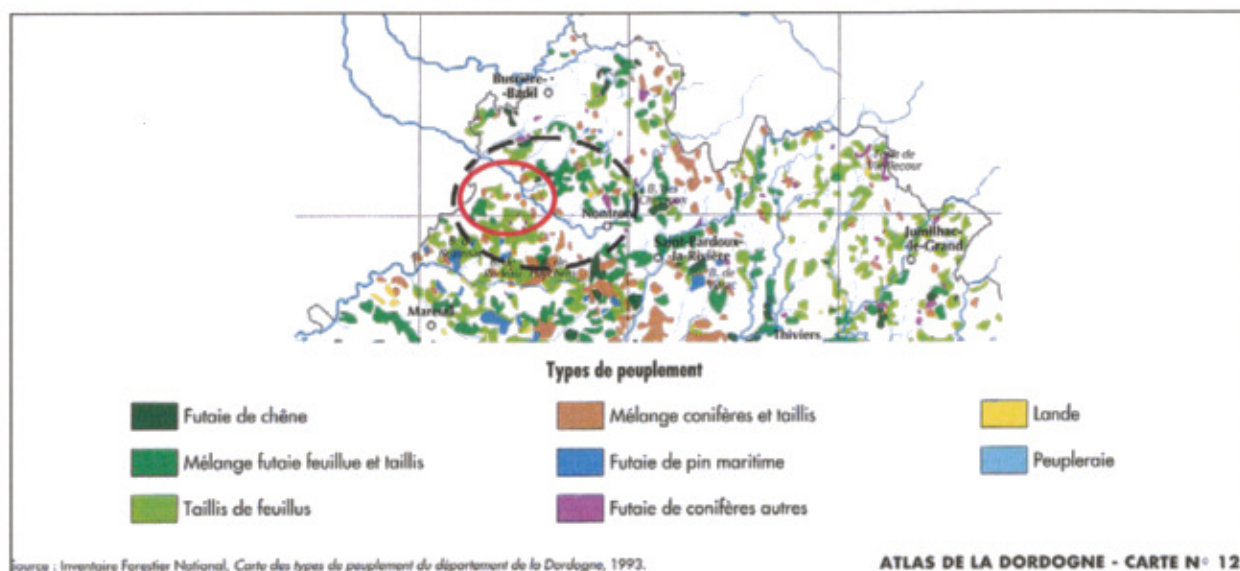 Bussière-
-Badil
Nontron
Saint-Pardoux-
-la-Rivière
Jumilhac-
-le-Grand
Mareuil
Thiviers
Types de peuplement
Futaie de chêne
Mélange conifères et taillis
Lande
Mélange futaie feuillue et taillis
Futaie de pin maritime
Peupleraie
Taillis de feuillus
Futaie de conifères autres
Source : Inventaire Forestier National, Carte des types de peuplement du département de la Dordogne, 1993.
ATLAS DE LA DORDOGNE - CARTE N° 12